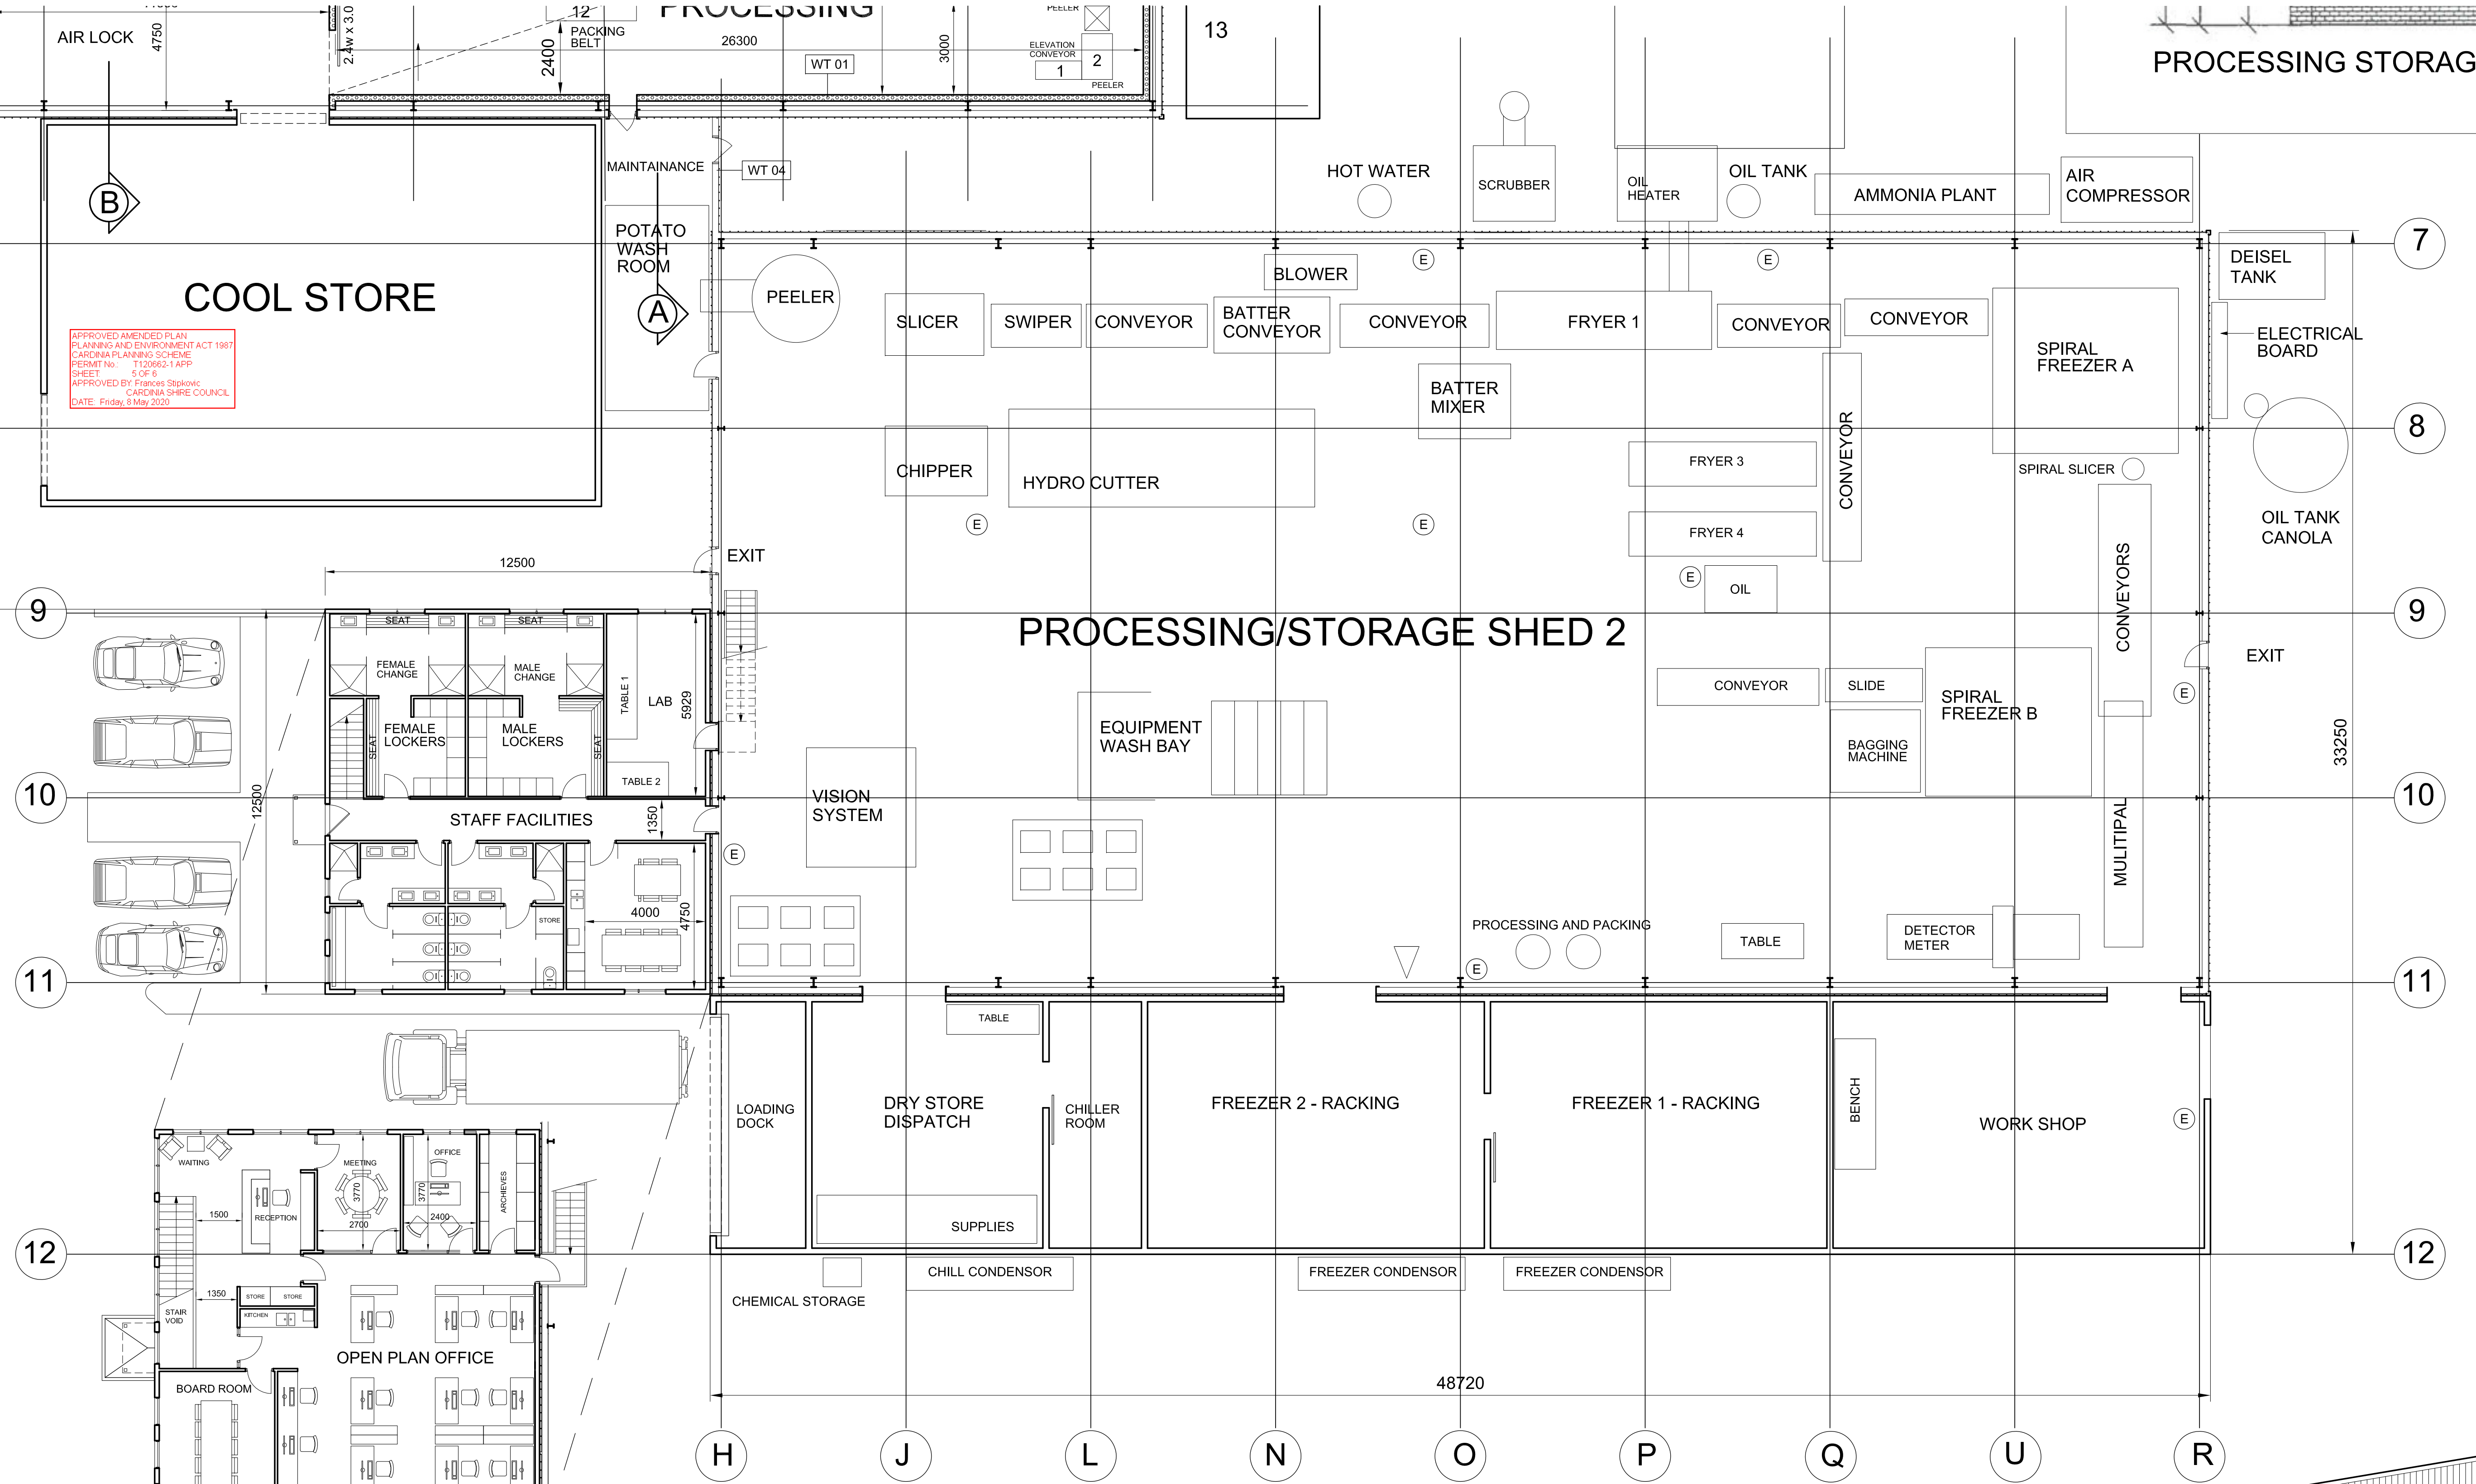 12
PACKING
BELT
PROCESSING
PEELER
AIR LOCK
4750
2.4w x 3.0
2400
26300
WT 01
3000
ELEVATION
CONVEYOR
1
2
PEELER
13
PROCESSING STORAG
B
COOL STORE
APPROVED AMENDED PLAN
PLANNING AND ENVIRONMENT ACT 1987
CARDINIA PLANNING SCHEME
PERMIT No.: T120662-1 APP
SHEET: 5 OF 6
APPROVED BY: Frances Stipkovic
CARDINIA SHIRE COUNCIL
DATE: Friday, 8 May 2020
MAINTAINANCE
WT 04
POTATO
WASH
ROOM
A
HOT WATER
SCRUBBER
OIL
HEATER
OIL TANK
AMMONIA PLANT
AIR
COMPRESSOR
7
DEISEL
TANK
ELECTRICAL
BOARD
PEELER
SLICER
SWIPER
CONVEYOR
BLOWER
BATTER
CONVEYOR
E
CONVEYOR
FRYER 1
E
CONVEYOR
CONVEYOR
SPIRAL
FREEZER A
BATTER
MIXER
8
CHIPPER
HYDRO CUTTER
FRYER 3
CONVEYOR
SPIRAL SLICER
E
E
FRYER 4
OIL TANK
CANOLA
EXIT
E
OIL
CONVEYORS
12500
9
9
PROCESSING/STORAGE SHED 2
SEAT
SEAT
FEMALE
CHANGE
MALE
CHANGE
TABLE 1
LAB
5929
FEMALE
LOCKERS
MALE
LOCKERS
SEAT
SEAT
TABLE 2
EXIT
CONVEYOR
SLIDE
SPIRAL
FREEZER B
E
EQUIPMENT
WASH BAY
BAGGING
MACHINE
33250
10
12500
VISION
SYSTEM
10
STAFF FACILITIES
1350
E
MULITIPAL
4000
4750
STORE
PROCESSING AND PACKING
TABLE
DETECTOR
METER
E
11
11
TABLE
LOADING
DOCK
DRY STORE
DISPATCH
CHILLER
ROOM
FREEZER 2 - RACKING
FREEZER 1 - RACKING
BENCH
WORK SHOP
E
SUPPLIES
WAITING
MEETING
OFFICE
ARCHIEVES
3770
3770
1500
RECEPTION
2700
2400
12
12
CHILL CONDENSOR
FREEZER CONDENSOR
FREEZER CONDENSOR
CHEMICAL STORAGE
1350
STORE
STORE
KITCHEN
STAIR
VOID
OPEN PLAN OFFICE
BOARD ROOM
48720
H
J
L
N
O
P
Q
U
R